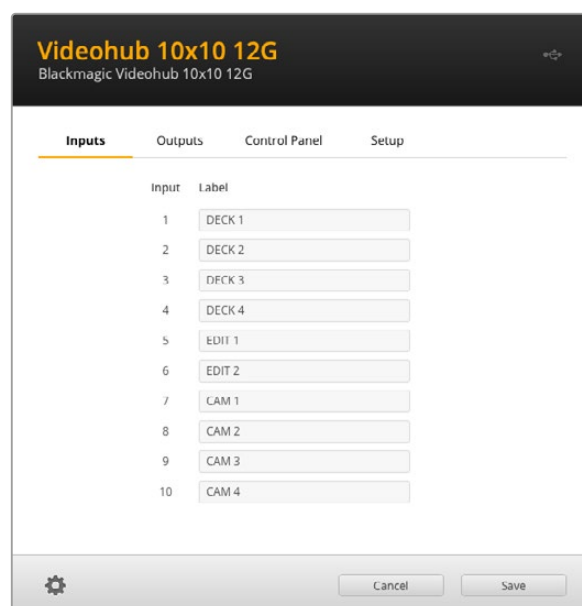 Videohub 10x10 12G
Blackmagic Videohub 10x10 12G
Inputs Outputs Control Panel Setup
Input Label
1 DECK 1
2 DECK 2
3 DECK 3
4 DECK 4
5 EDIT 1
6 EDIT 2
7 CAM 1
8 CAM 2
9 CAM 3
10 CAM 4
Cancel Save